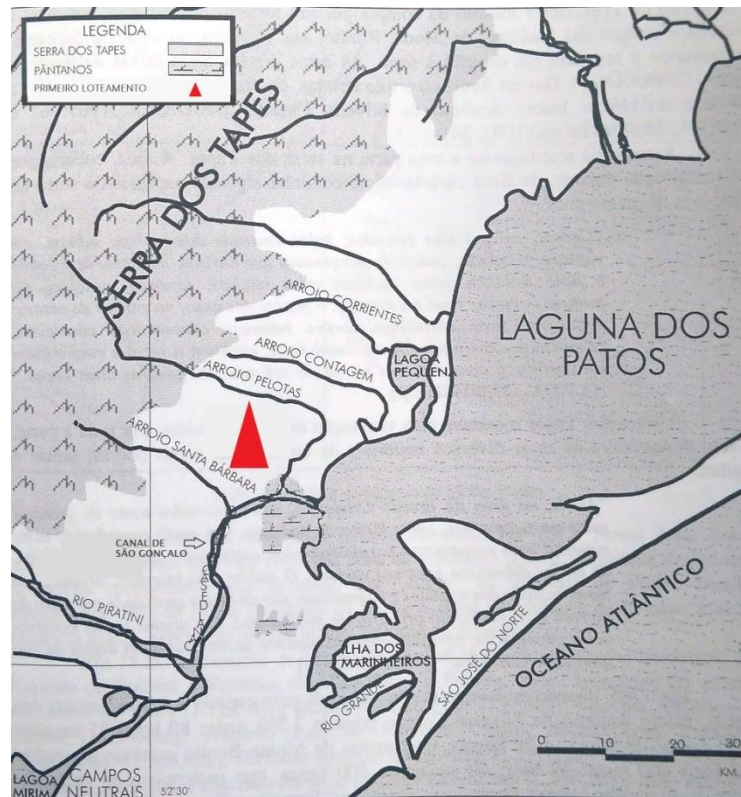 LEGENDA
SERRA DOS TAPES
PÂNTANOS
PRIMEIRO LOTEAMENTO
SERRA DOS TAPES
ARROIO CORRIENTES
LAGUNA DOS
PATOS
ARROIO CONTAGEM
LAGOA
PEQUENA
ARROIO PELOTAS
ARROIO SANTA BÁRBARA
CANAL DE
SÃO GONÇALO
RIO PIRATINI
ILHA DOS
MARINHEIROS
RIO GRANDE
SÃO JOSÉ DO NORTE
OCEANO ATLÂNTICO
0 10 20 30
KM.
LAGOA
MIRIM
CAMPOS
NEUTRAIS
52°30'